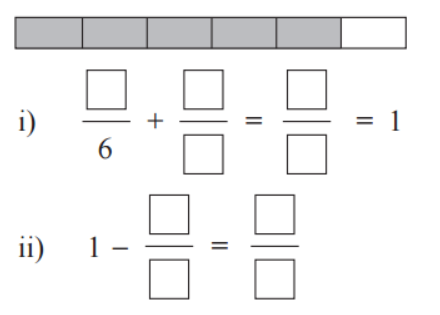 i) □/6 + □/□ = □/□ = 1
ii) 1 − □/□ = □/□